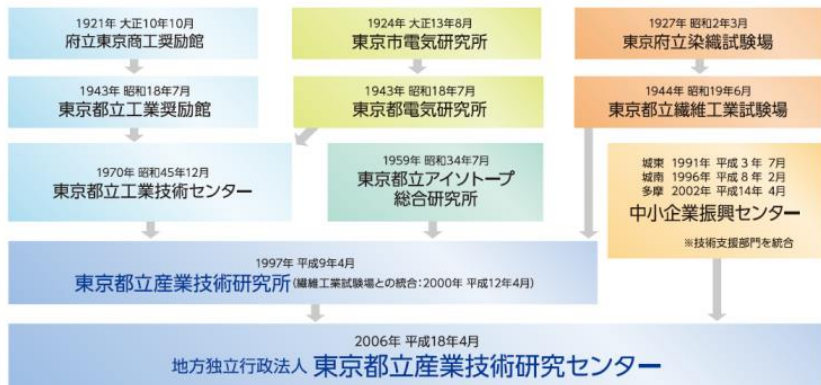 1921年 大正10年10月
府立東京商工奨励館
1924年 大正13年8月
東京市電気研究所
1927年 昭和2年3月
東京府立染織試験場
1943年 昭和18年7月
東京都立工業奨励館
1943年 昭和18年7月
東京都電気研究所
1944年 昭和19年6月
東京都立繊維工業試験場
1970年 昭和45年12月
東京都立工業技術センター
1959年 昭和34年7月
東京都立アイソトープ
総合研究所
城東 1991年 平成 3年 7月
城南 1996年 平成 8年 2月
多摩 2002年 平成14年 4月
中小企業振興センター
※技術支援部門を統合
1997年 平成9年4月
東京都立産業技術研究所(繊維工業試験場との統合:2000年 平成12年4月)
2006年 平成18年4月
地方独立行政法人 東京都立産業技術研究センター